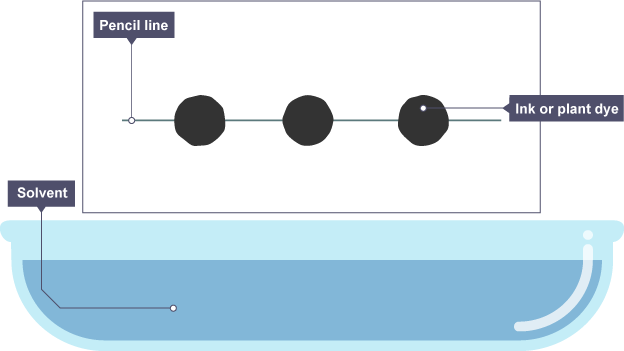 Pencil line
Ink or plant dye
Solvent